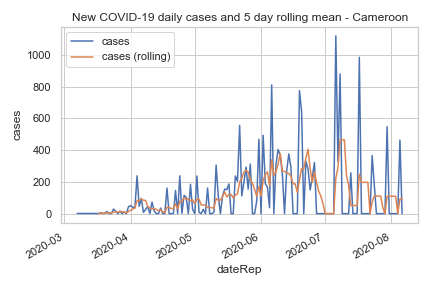 New COVID-19 daily cases and 5 day rolling mean - Cameroon
cases
cases (rolling)
1000
800
600
400
200
0
cases
2020-03
2020-04
2020-05
2020-06
2020-07
2020-08
dateRep